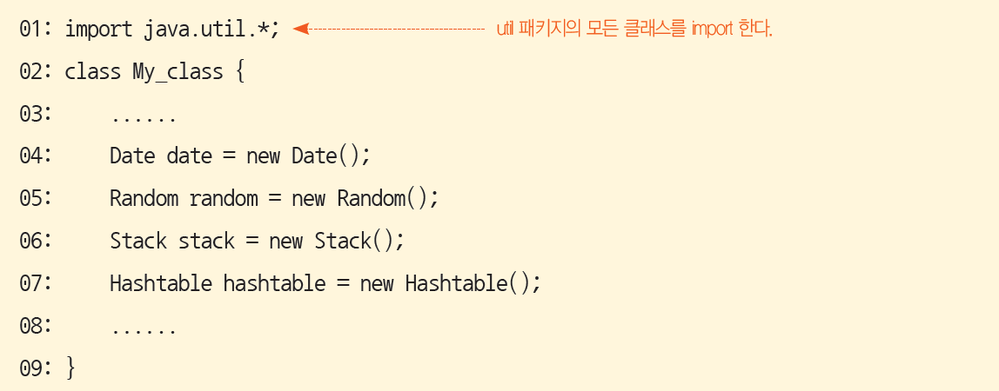 01: import java.util.*; util 패키지의 모든 클래스를 import 한다.
02: class My_class {
03:     ......
04:     Date date = new Date();
05:     Random random = new Random();
06:     Stack stack = new Stack();
07:     Hashtable hashtable = new Hashtable();
08:     ......
09: }